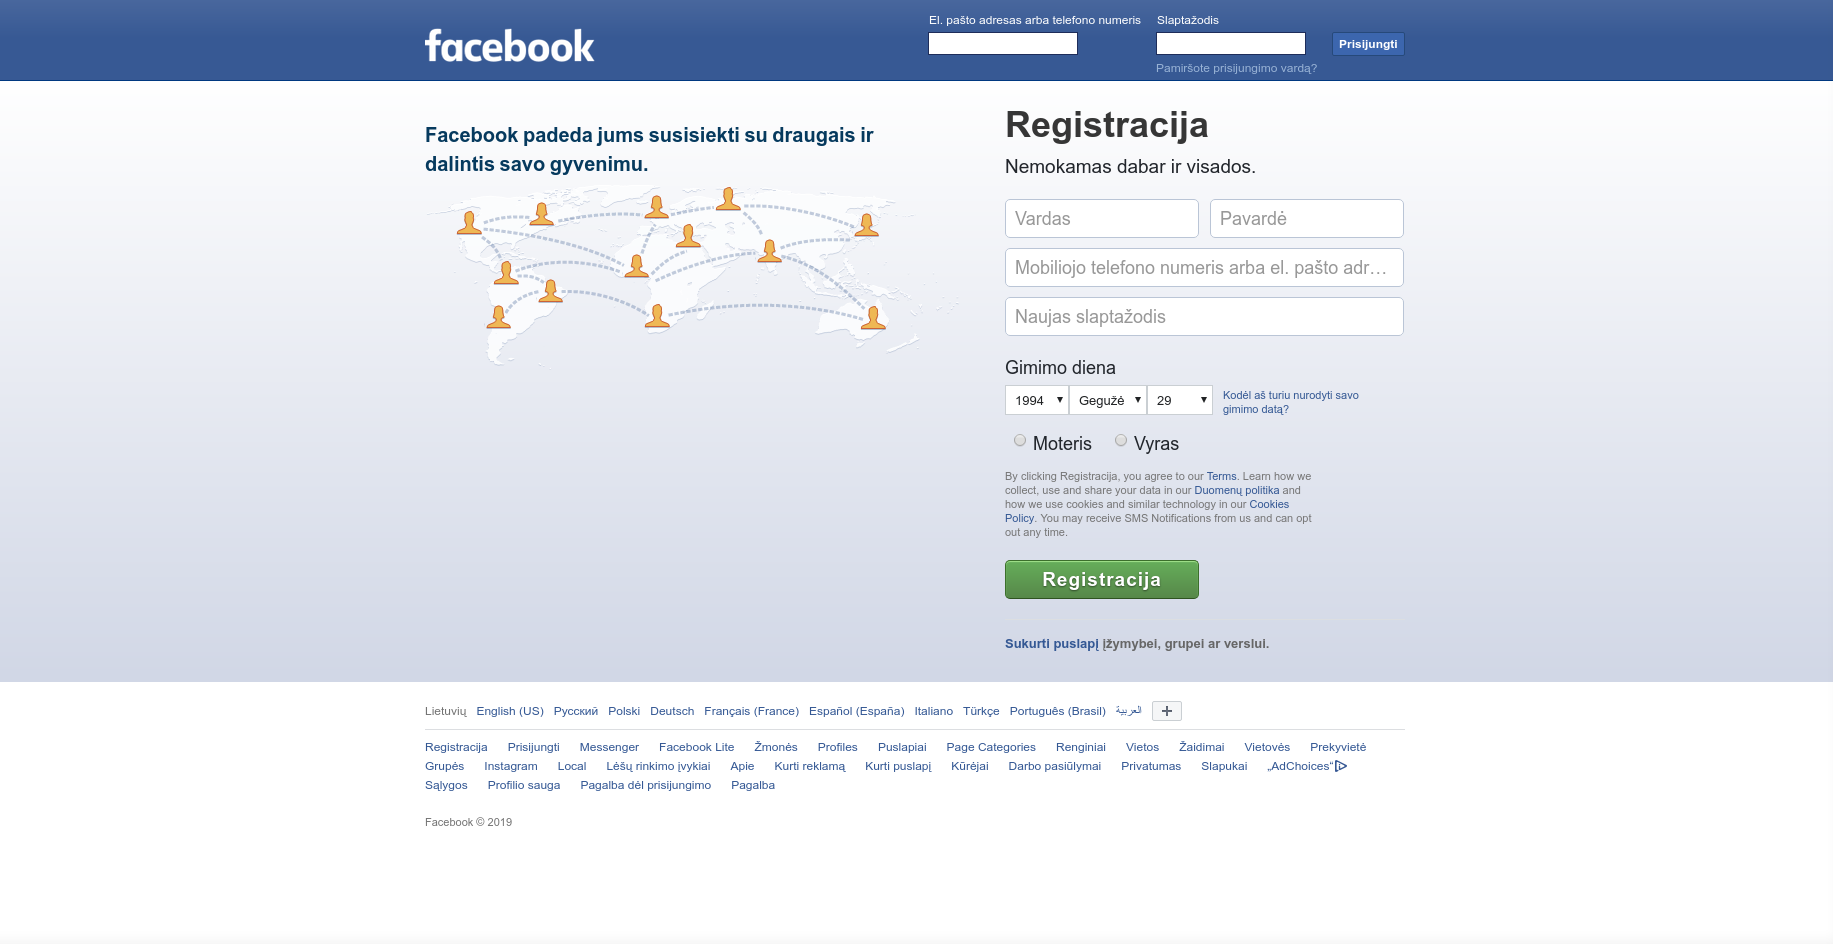 facebook
El. pašto adresas arba telefono numeris
Slaptažodis
Prisijungti
Pamiršote prisijungimo vardą?
Facebook padeda jums susisiekti su draugais ir
dalintis savo gyvenimu.
Registracija
Nemokamas dabar ir visados.
Vardas
Pavardė
Mobiliojo telefono numeris arba el. pašto adr…
Naujas slaptažodis
Gimimo diena
1994
Gegužė
29
Kodėl aš turiu nurodyti savo
gimimo datą?
Moteris
Vyras
By clicking Registracija, you agree to our Terms. Learn how we
collect, use and share your data in our Duomenų politika and
how we use cookies and similar technology in our Cookies
Policy. You may receive SMS Notifications from us and can opt
out any time.
Registracija
Sukurti puslapį įžymybei, grupei ar verslui.
Lietuvių English (US) Русский Polski Deutsch Français (France) Español (España) Italiano Türkçe Português (Brasil) العربية
Registracija Prisijungti Messenger Facebook Lite Žmonės Profiles Puslapiai Page Categories Renginiai Vietos Žaidimai Vietovės Prekyvietė
Grupės Instagram Local Lėšų rinkimo įvykiai Apie Kurti reklamą Kurti puslapį Kūrėjai Darbo pasiūlymai Privatumas Slapukai „AdChoices“
Sąlygos Profilio sauga Pagalba dėl prisijungimo Pagalba
Facebook © 2019